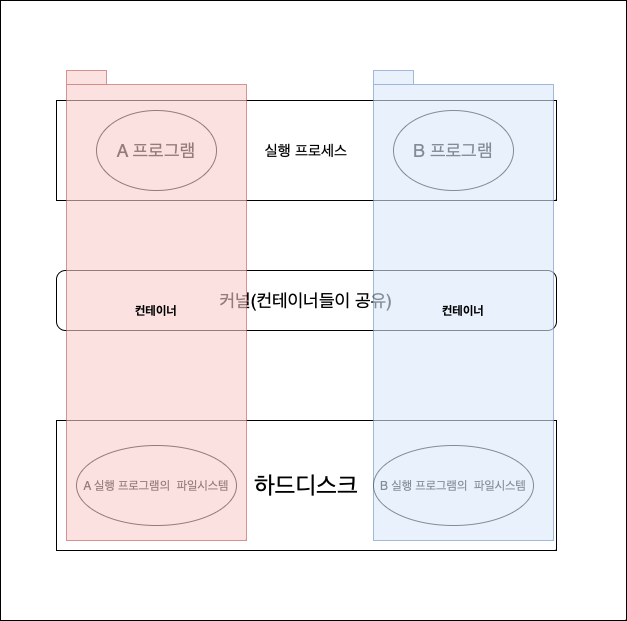 A 프로그램
실행 프로세스
B 프로그램
커널(컨테이너들이 공유)
컨테이너
컨테이너
A 실행 프로그램의 파일시스템
하드디스크
B 실행 프로그램의 파일시스템